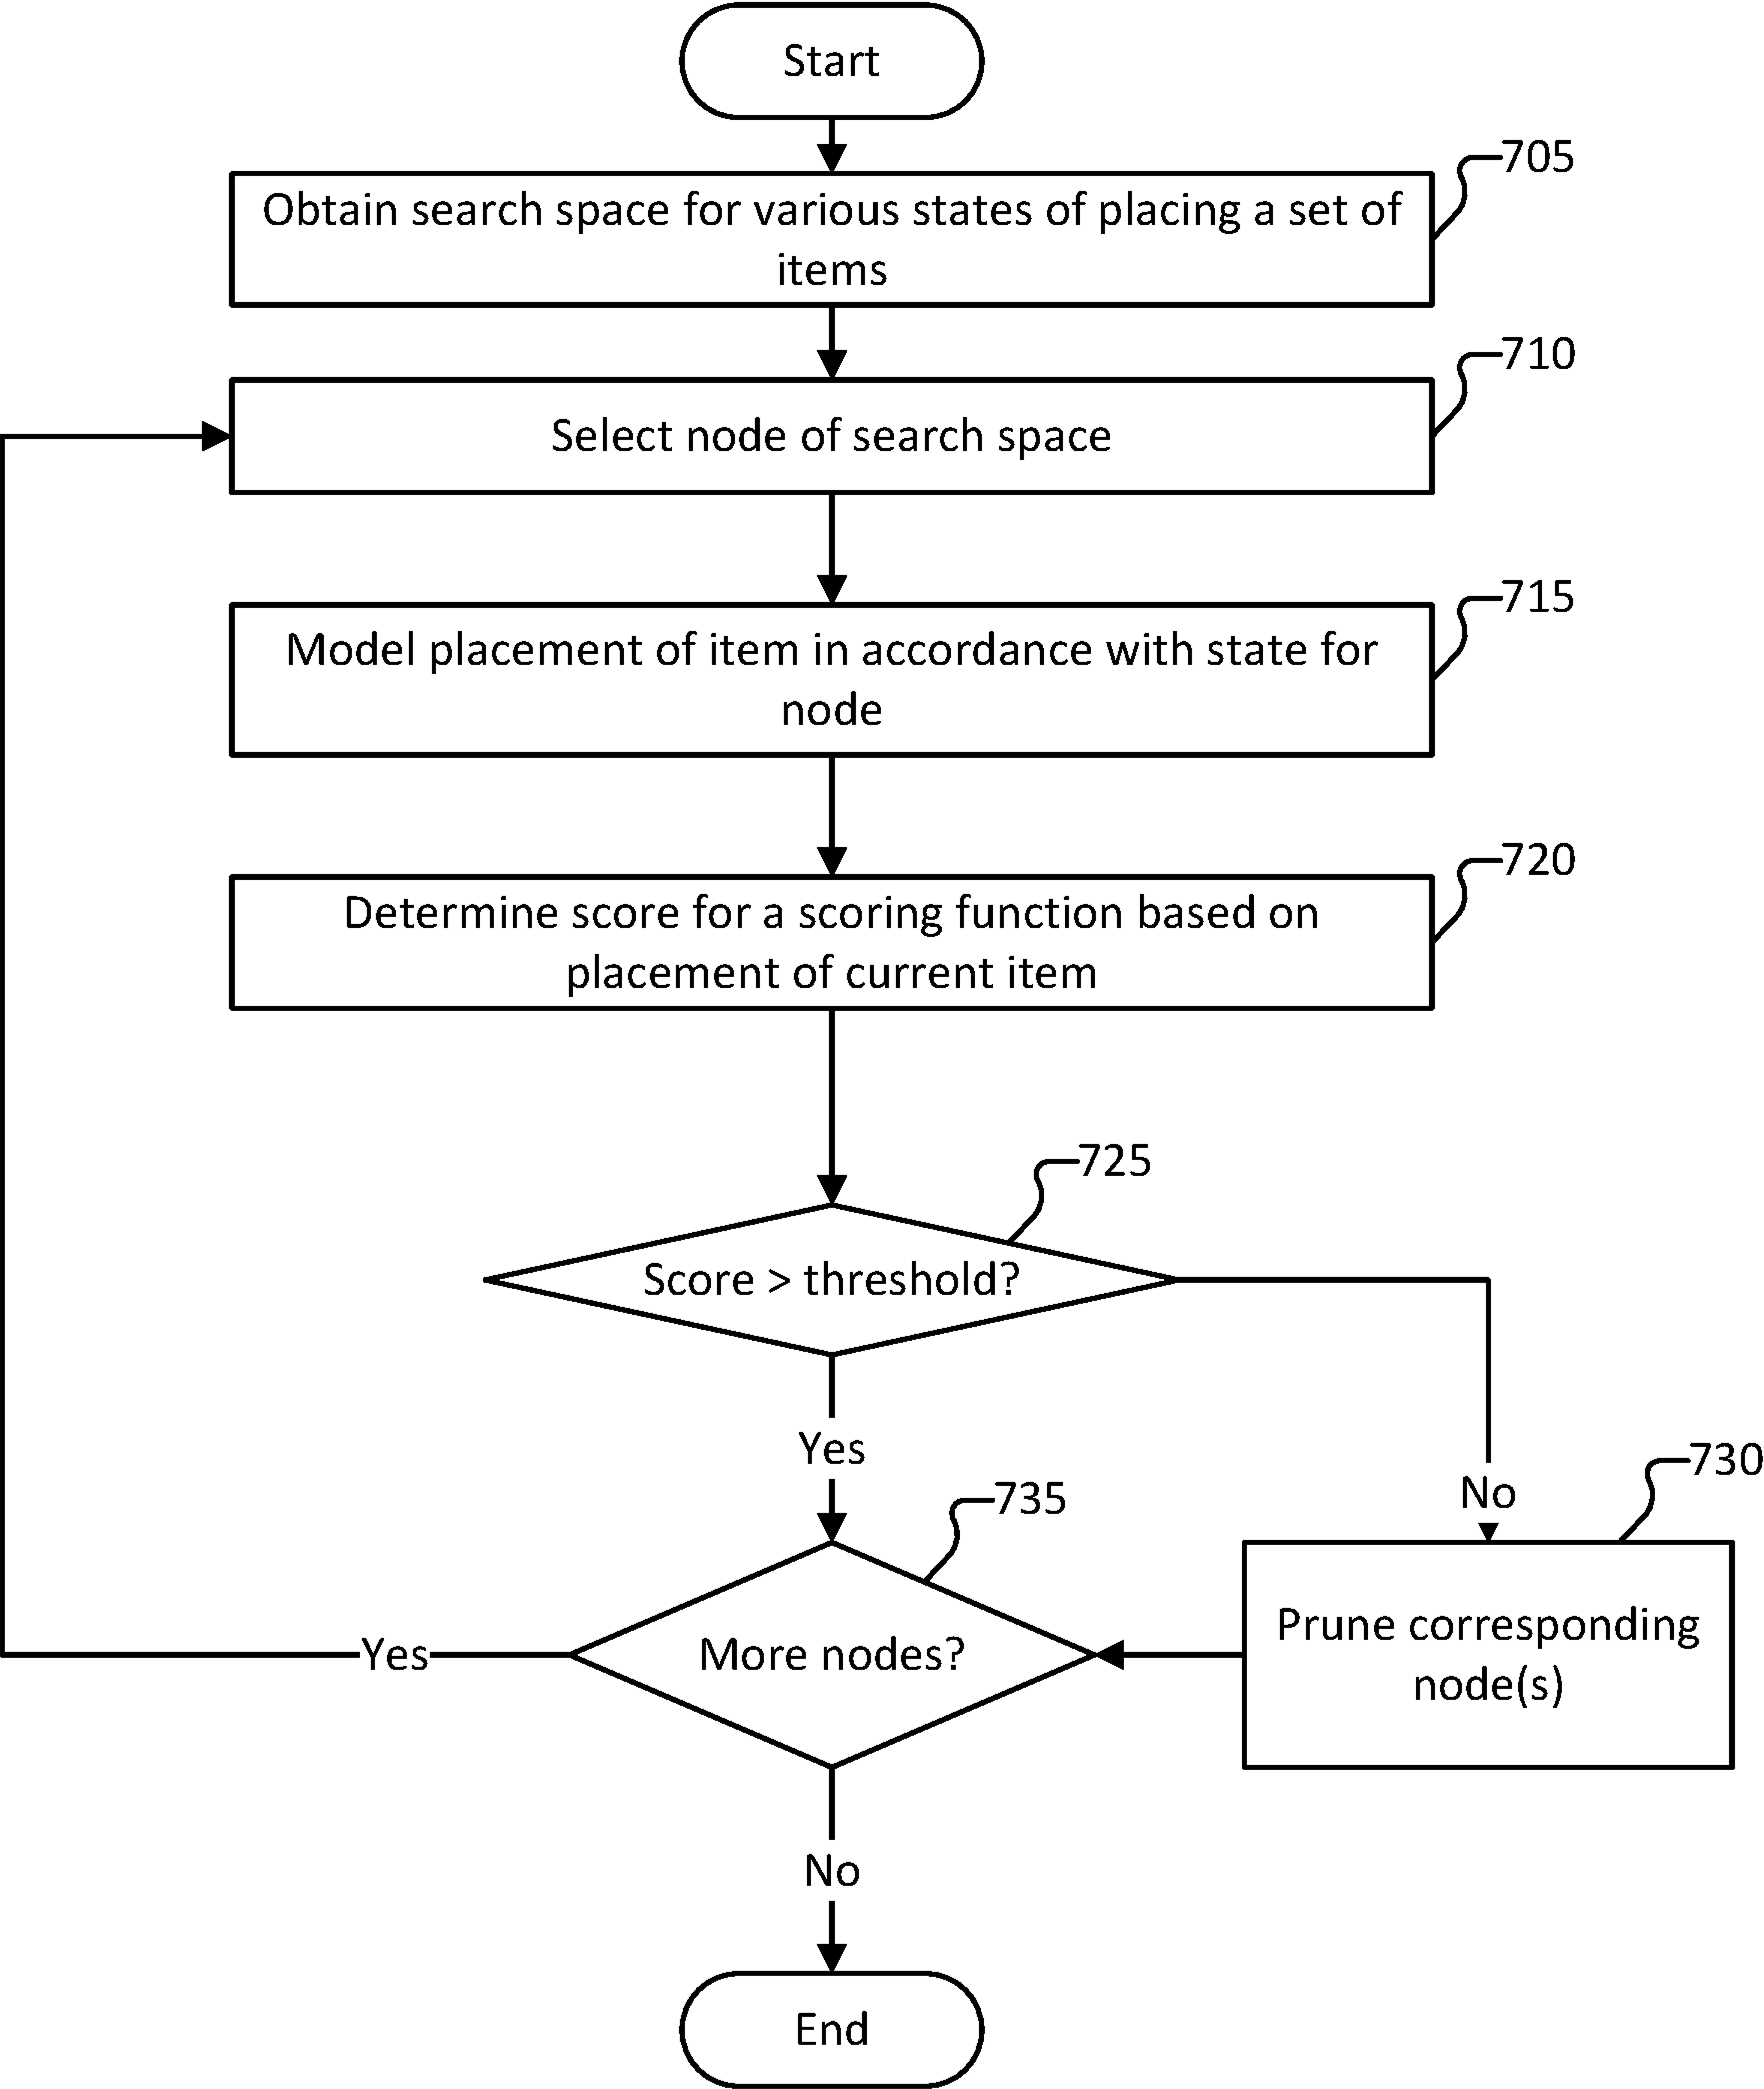 Start
705
Obtain search space for various states of placing a set of
items
710
Select node of search space
715
Model placement of item in accordance with state for
node
720
Determine score for a scoring function based on
placement of current item
725
Score > threshold?
Yes
No
730
735
Prune corresponding
node(s)
More nodes?
Yes
No
End